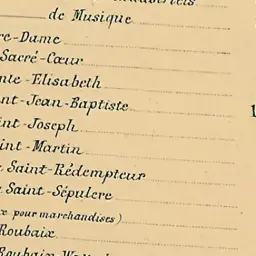 de Musique
re-Dame
Sacré-Cœur
nte-Elisabeth
nt-Jean-Baptiste
int-Joseph
int-Martin
Saint-Rédempteur
Saint-Sépulcre
x pour marchandises)
Roubaix